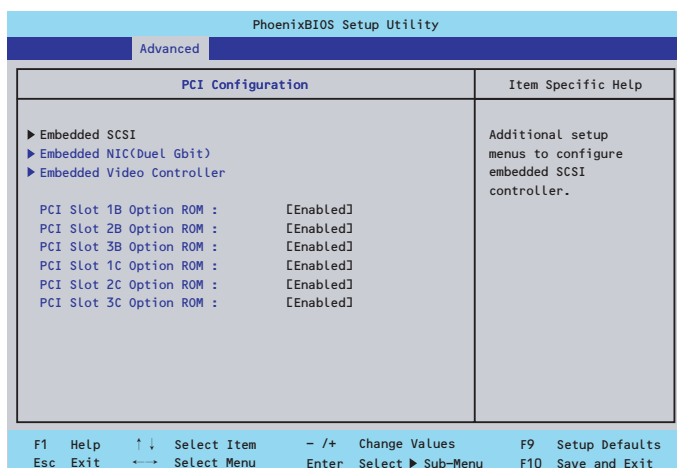 PhoenixBIOS Setup Utility
Advanced
PCI Configuration
Item Specific Help
▶ Embedded SCSI
▶ Embedded NIC(Duel Gbit)
▶ Embedded Video Controller
PCI Slot 1B Option ROM : [Enabled]
PCI Slot 2B Option ROM : [Enabled]
PCI Slot 3B Option ROM : [Enabled]
PCI Slot 1C Option ROM : [Enabled]
PCI Slot 2C Option ROM : [Enabled]
PCI Slot 3C Option ROM : [Enabled]
Additional setup
menus to configure
embedded SCSI
controller.
F1 Help ↑↓ Select Item – /+ Change Values F9 Setup Defaults
Esc Exit ←→ Select Menu Enter Select ▶ Sub–Menu F10 Save and Exit